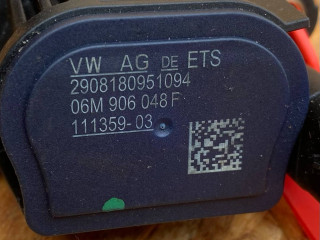 VW AG DE ETS
2908180951094
06M 906 048 F
111359-03